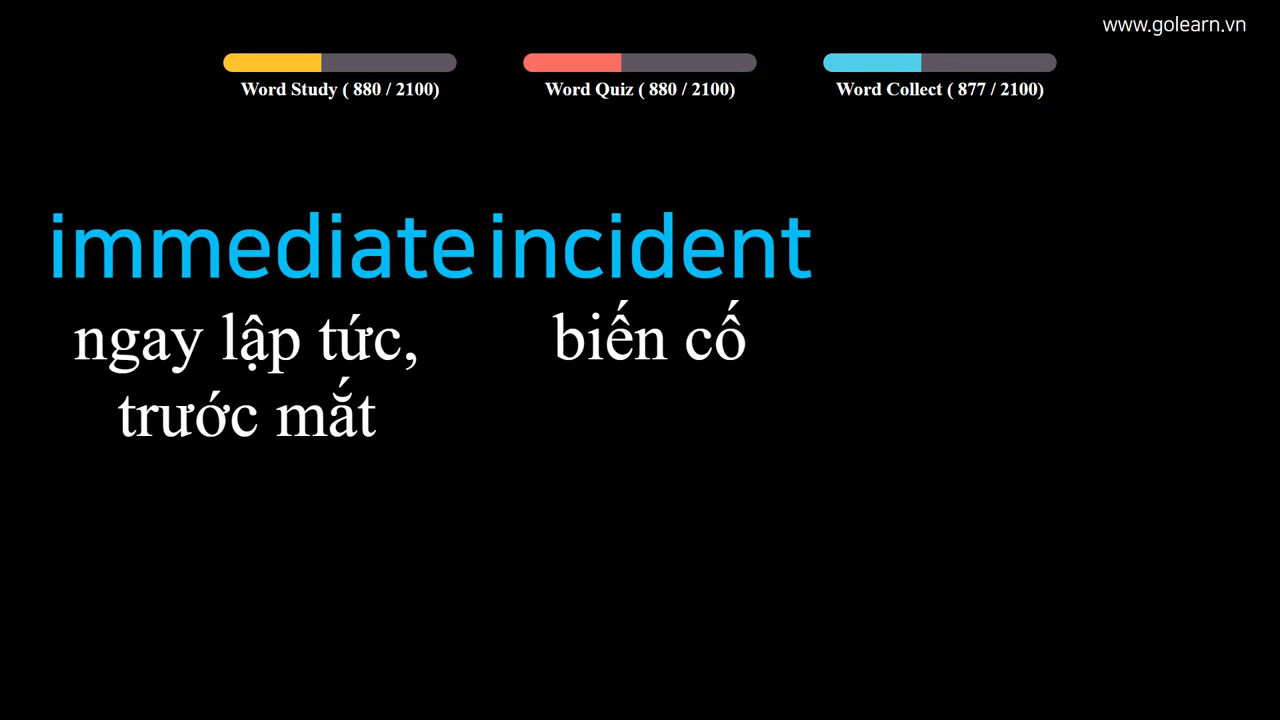 www.golearn.vn
Word Study ( 880 / 2100)
Word Quiz ( 880 / 2100)
Word Collect ( 877 / 2100)
immediate
ngay lập tức,
trước mắt
incident
biến cố